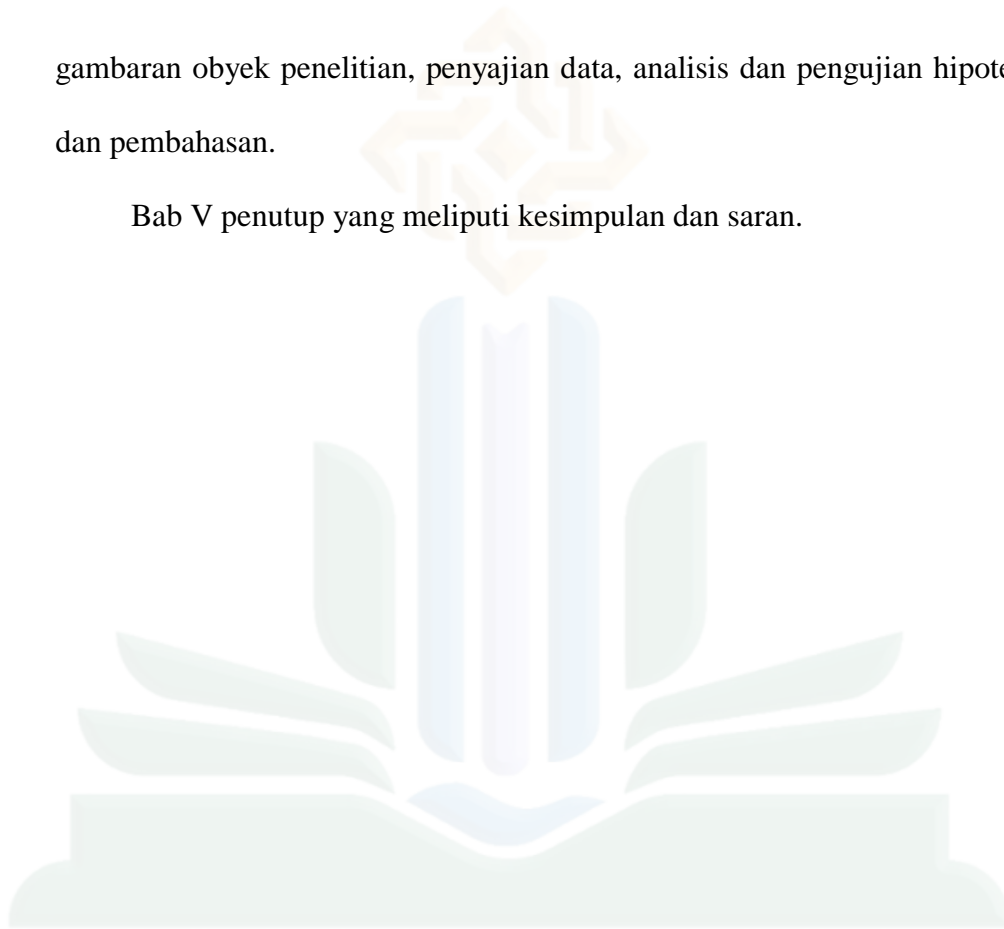 gambaran obyek penelitian, penyajian data, analisis dan pengujian hipote
dan pembahasan.
Bab V penutup yang meliputi kesimpulan dan saran.